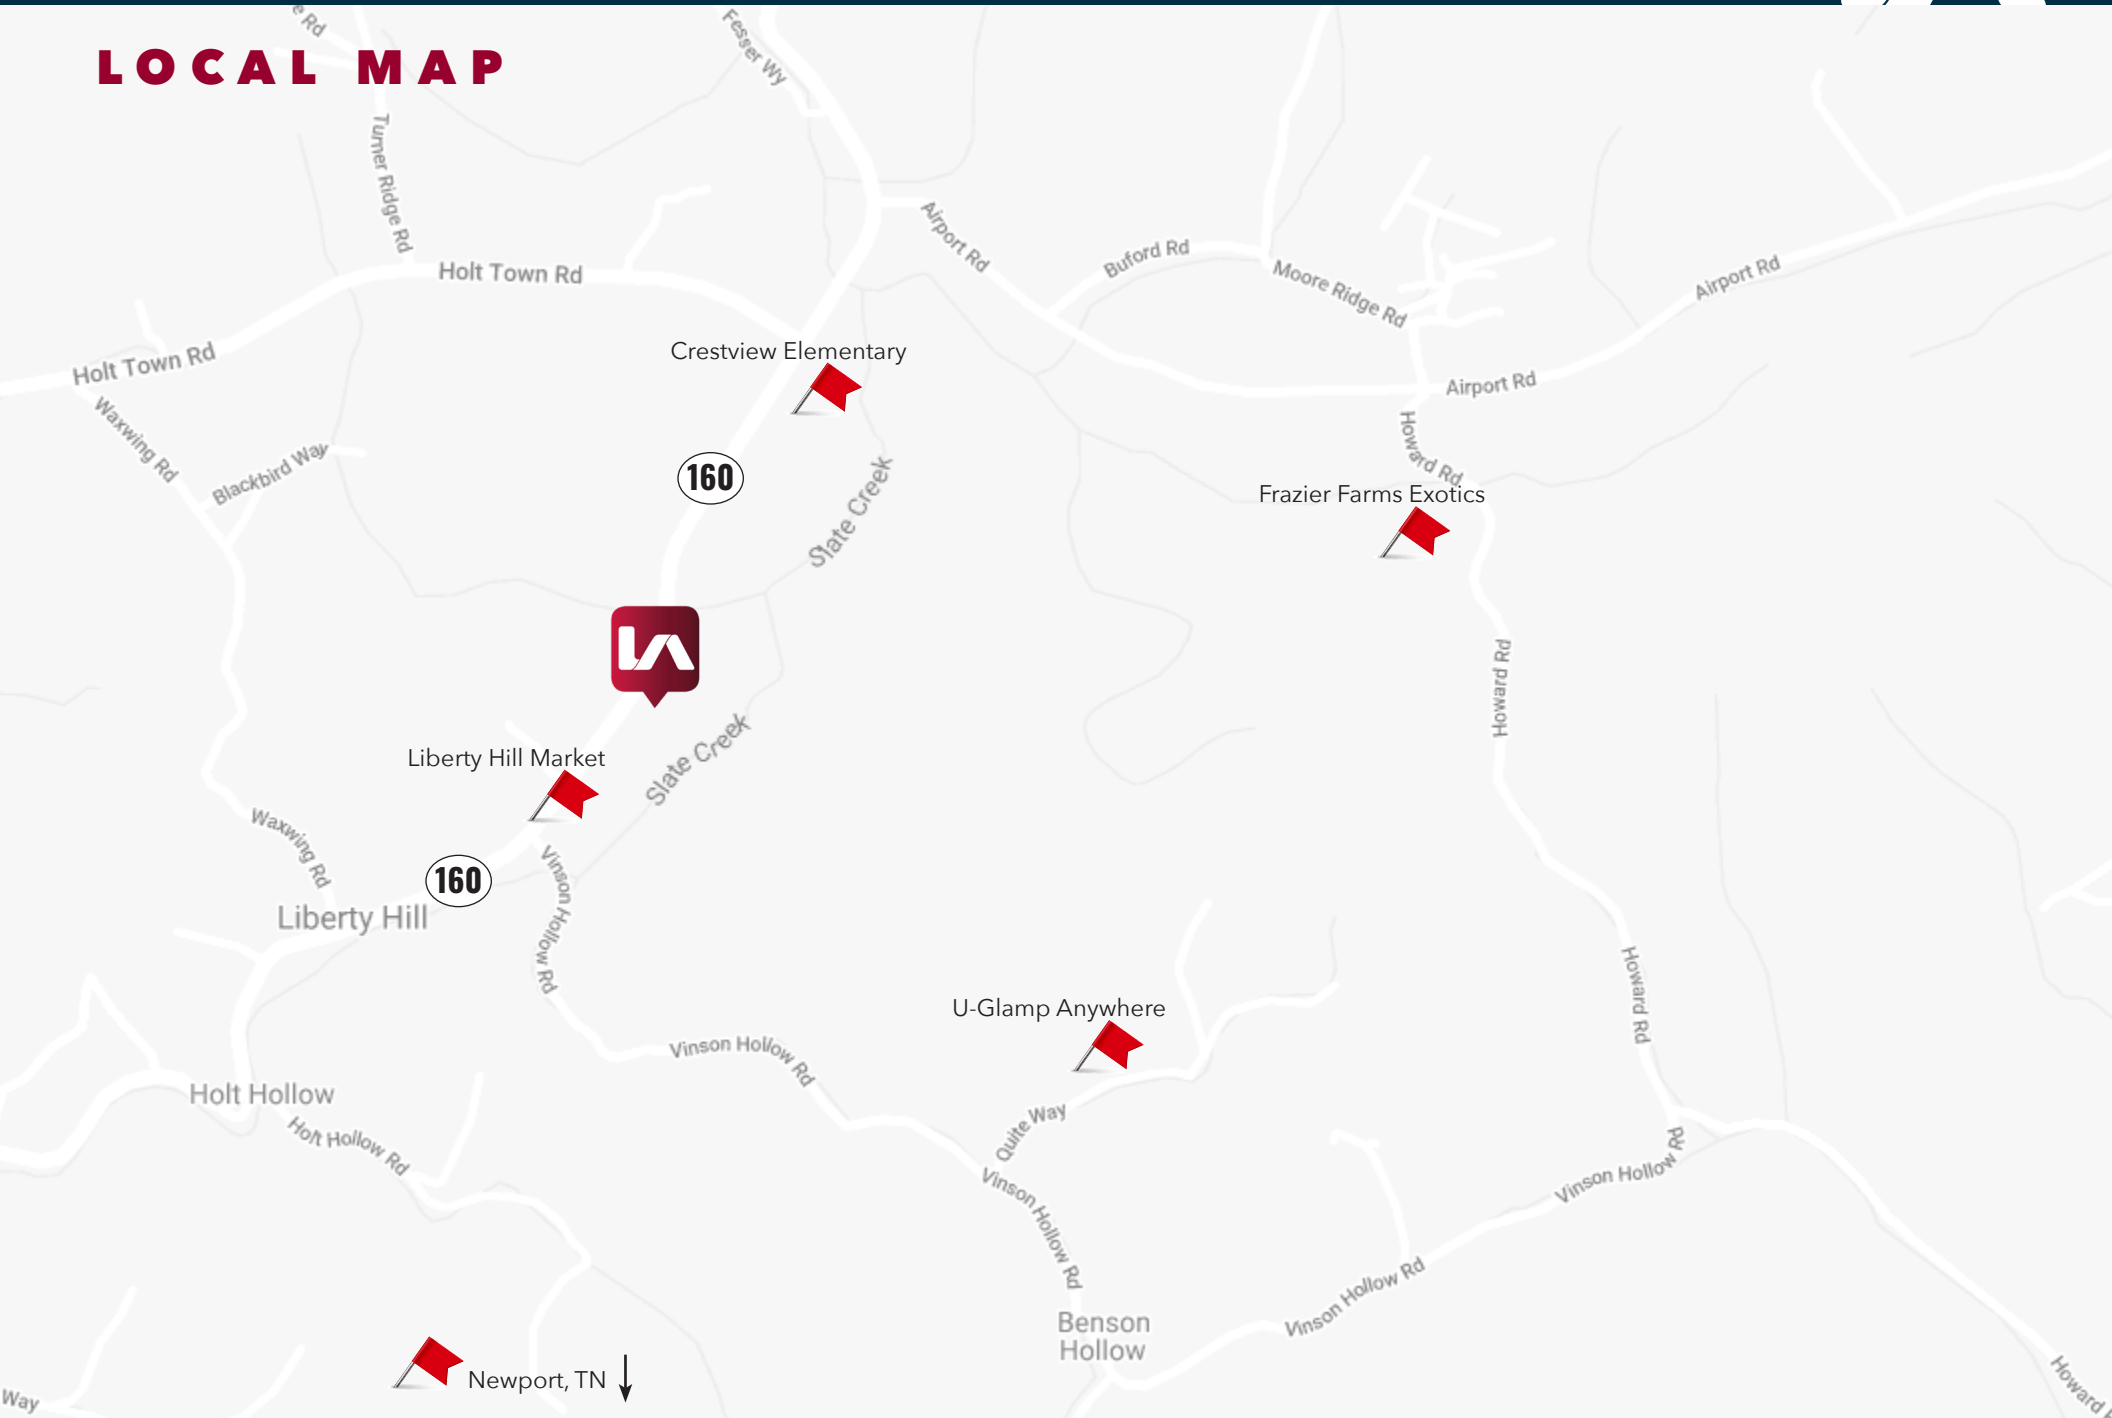 e Rd
Fesser Wy
LOCAL MAP
Turner Ridge Rd
Airport Rd
Buford Rd
Holt Town Rd
Moore Ridge Rd
Airport Rd
Crestview Elementary
Holt Town Rd
Airport Rd
Waxwing Rd
Howard Rd
Blackbird Way
160
Slate Creek
Frazier Farms Exotics
LA
Howard Rd
Slate Creek
Liberty Hill Market
Waxwing Rd
Vinson Hollow Rd
160
Liberty Hill
Howard Rd
U-Glamp Anywhere
Vinson Hollow Rd
Holt Hollow
Quite Way
Holt Hollow Rd
Vinson Hollow Rd
Vinson Hollow Rd
Vinson Hollow Rd
Benson
Hollow
Newport, TN
Howard
Way